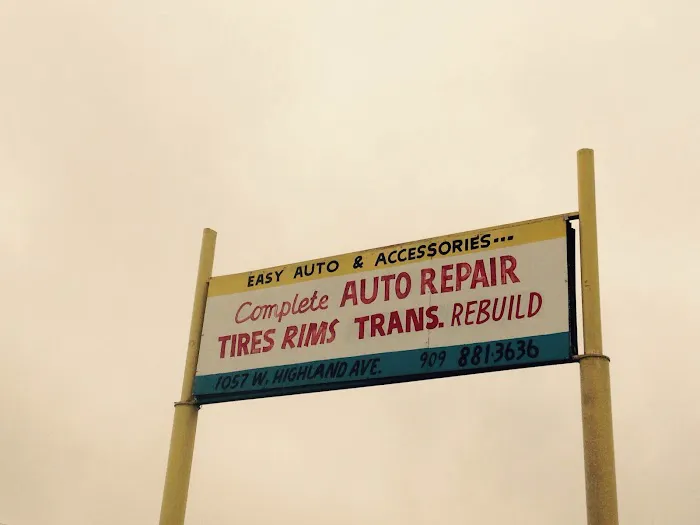 EASY AUTO & ACCESSORIES...
Complete AUTO REPAIR
TIRES RIMS TRANS. REBUILD
1057 W. HIGHLAND AVE. 909 881-3636